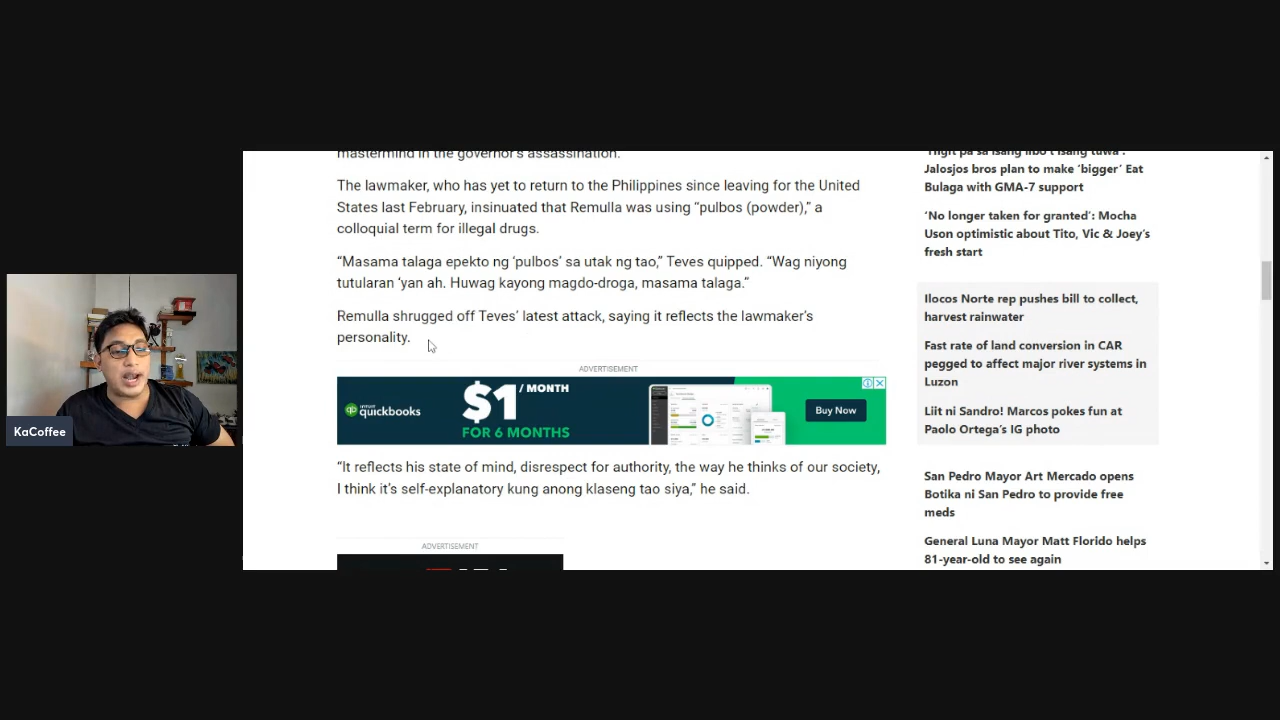 mastermind in the governor's assassination.
The lawmaker, who has yet to return to the Philippines since leaving for the United
States last February, insinuated that Remulla was using “pulbos (powder),” a
colloquial term for illegal drugs.
“Masama talaga epekto ng ‘pulbos’ sa utak ng tao,” Teves quipped. “Wag niyong
tutularan ‘yan ah. Huwag kayong magdo-droga, masama talaga.”
Remulla shrugged off Teves’ latest attack, saying it reflects the lawmaker’s
personality.
ADVERTISEMENT
intuit
quickbooks
$1 / MONTH
FOR 6 MONTHS
Buy Now
“It reflects his state of mind, disrespect for authority, the way he thinks of our society,
I think it’s self-explanatory kung anong klaseng tao siya,” he said.
ADVERTISEMENT
‘Higit pa sa isang libo't isang tuwa’:
Jalosjos bros plan to make ‘bigger’ Eat
Bulaga with GMA-7 support
‘No longer taken for granted’: Mocha
Uson optimistic about Tito, Vic & Joey’s
fresh start
Ilocos Norte rep pushes bill to collect,
harvest rainwater
Fast rate of land conversion in CAR
pegged to affect major river systems in
Luzon
Liit ni Sandro! Marcos pokes fun at
Paolo Ortega’s IG photo
San Pedro Mayor Art Mercado opens
Botika ni San Pedro to provide free
meds
General Luna Mayor Matt Florido helps
81-year-old to see again
KaCoffee